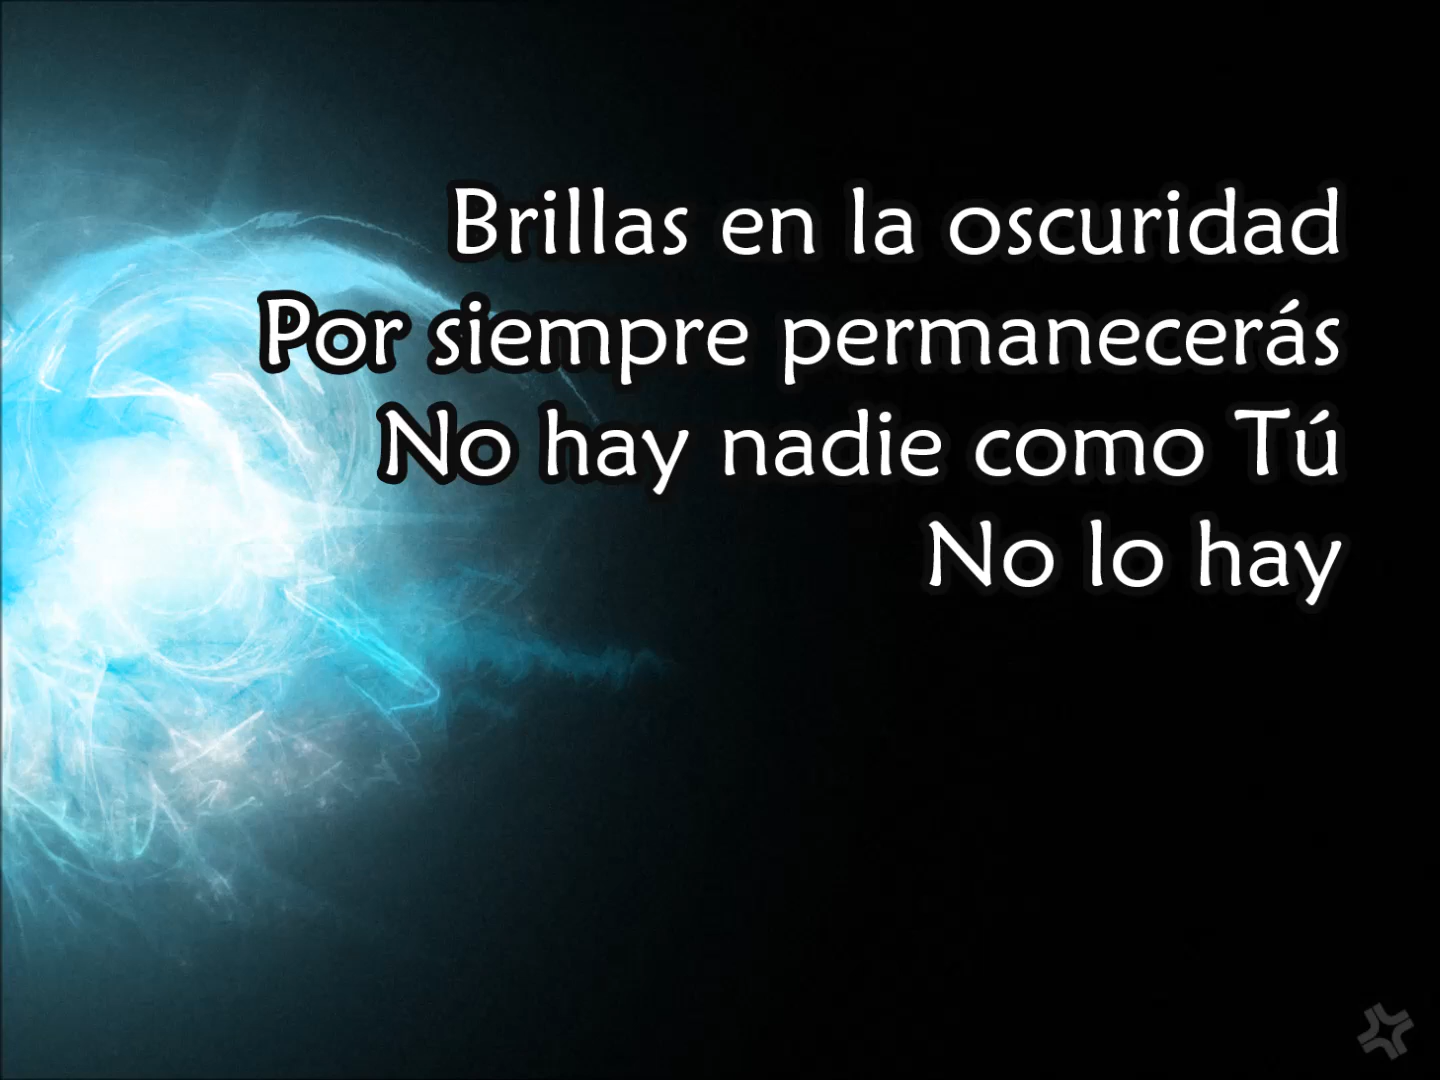 Brillas en la oscuridad
Por siempre permanecerás
No hay nadie como Tú
No lo hay